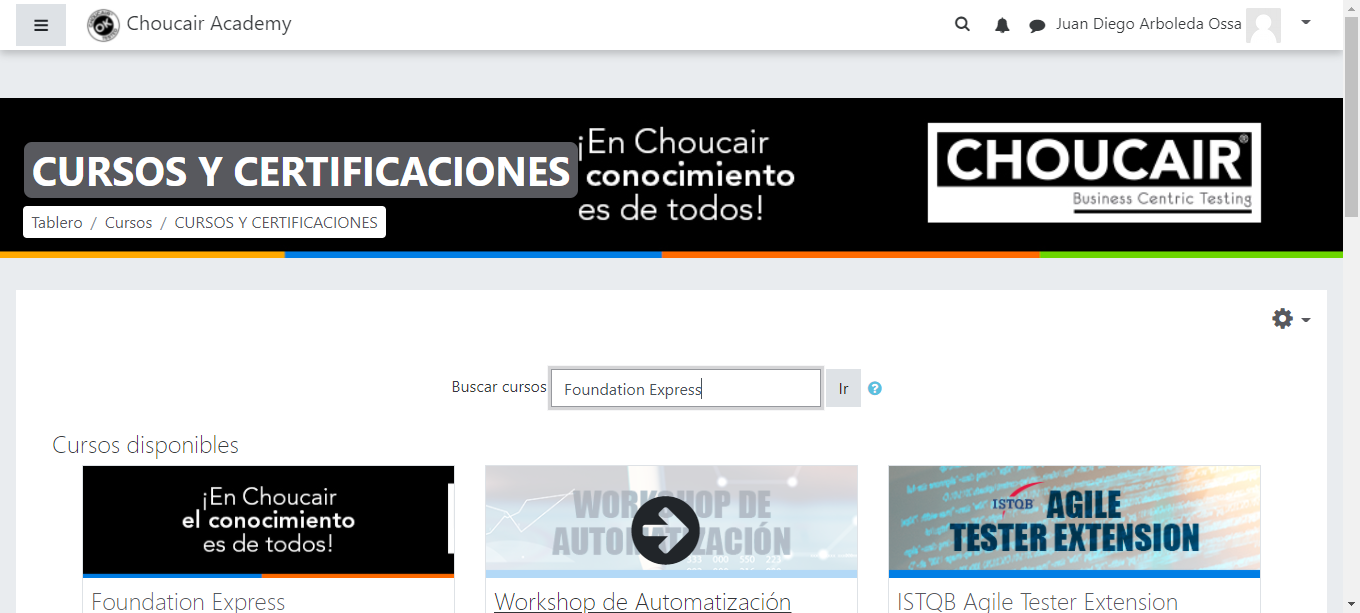 Choucair Academy
Juan Diego Arboleda Ossa
CURSOS Y CERTIFICACIONES
¡En Choucair
conocimiento
es de todos!
CHOUCAIR®
Business Centric Testing
Tablero / Cursos / CURSOS Y CERTIFICACIONES
Buscar cursos
Foundation Express
Ir
Cursos disponibles
¡En Choucair
el conocimiento
es de todos!
Foundation Express
WORKSHOP DE
AUTOMATIZACIÓN
Workshop de Automatización
ISTQB AGILE
TESTER EXTENSION
ISTQB Agile Tester Extension